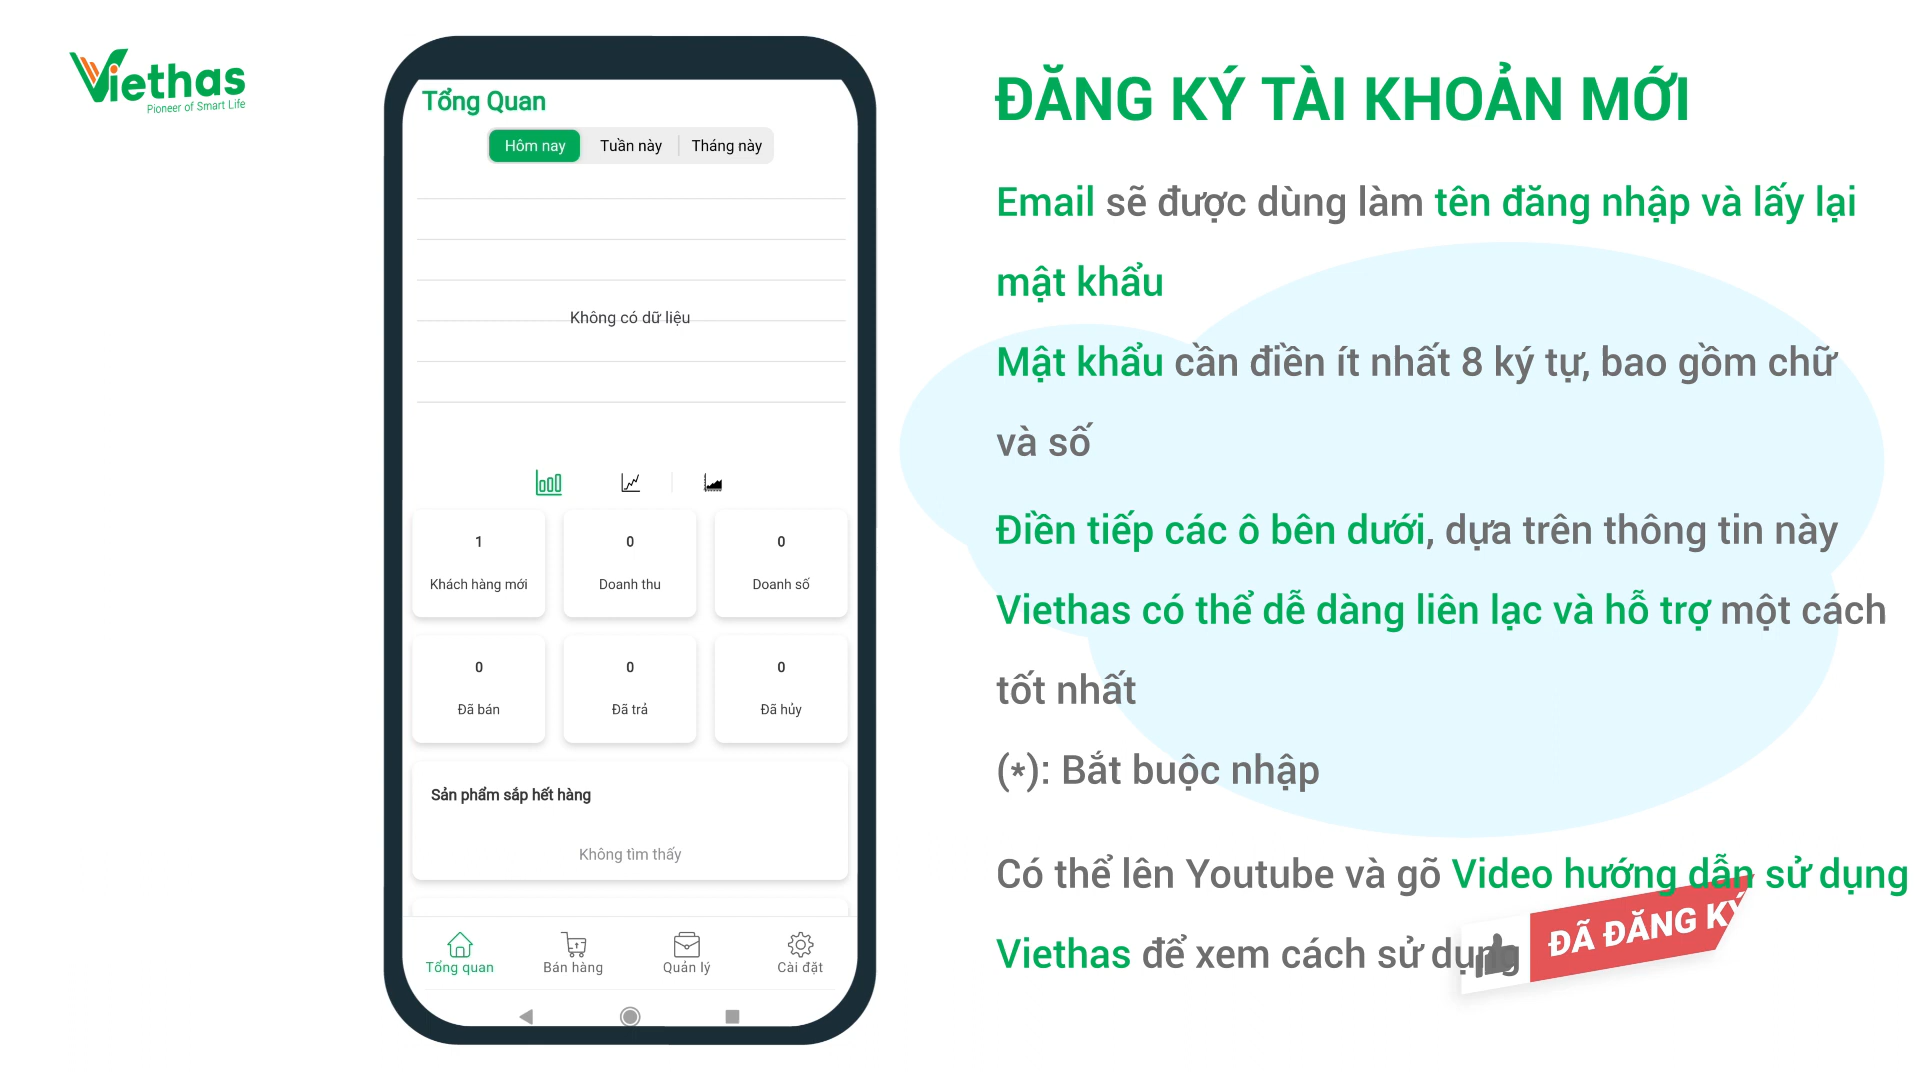 Viethas
Pioneer of Smart Life
Tổng Quan
Hôm nay
Tuần này
Tháng này
Không có dữ liệu
1
Khách hàng mới
0
Doanh thu
0
Doanh số
0
Đã bán
0
Đã trả
0
Đã hủy
Sản phẩm sắp hết hàng
Không tìm thấy
Tổng quan
Bán hàng
Quản lý
Cài đặt
ĐĂNG KÝ TÀI KHOẢN MỚI
Email sẽ được dùng làm tên đăng nhập và lấy lại
mật khẩu
Mật khẩu cần điền ít nhất 8 ký tự, bao gồm chữ
và số
Điền tiếp các ô bên dưới, dựa trên thông tin này
Viethas có thể dễ dàng liên lạc và hỗ trợ một cách
tốt nhất
(*): Bắt buộc nhập
Có thể lên Youtube và gõ Video hướng dẫn sử dụng
Viethas để xem cách sử dụng
ĐÃ ĐĂNG KÝ